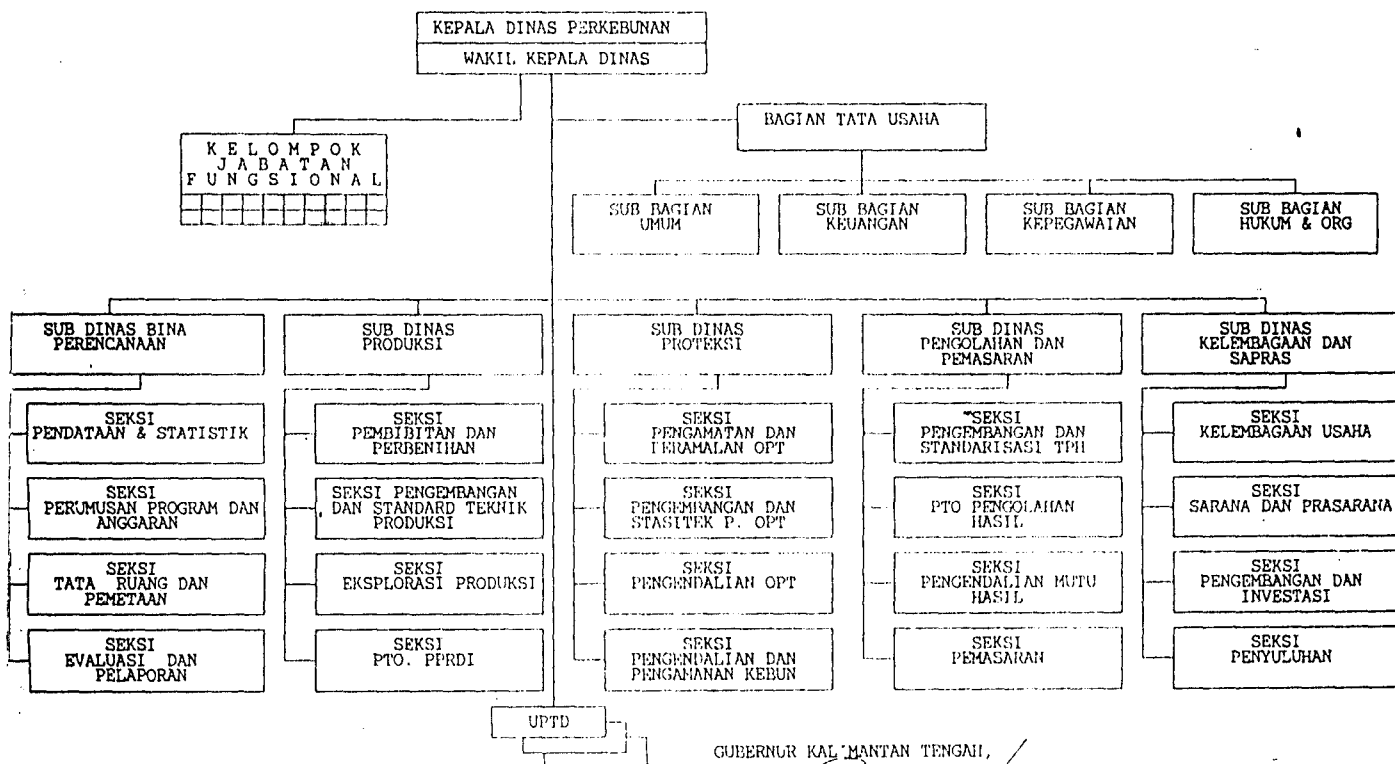 KEPALA DINAS PERKEBUNAN
WAKIL KEPALA DINAS
BAGIAN TATA USAHA
K E L O M P O K
J A B A T A N
F U N G S I O N A L
SUB BAGIAN
UMUM
SUB BAGIAN
KEUANGAN
SUB BAGIAN
KEPEGAWAIAN
SUB BAGIAN
HUKUM & ORG
SUB DINAS BINA
PERENCANAAN
SUB DINAS
PRODUKSI
SUB DINAS
PROTEKSI
SUB DINAS
PENGOLAHAN DAN
PEMASARAN
SUB DINAS
KELEMBAGAAN DAN
SAPRAS
SEKSI
PENDATAAN & STATISTIK
SEKSI
PERUMUSAN PROGRAM DAN
ANGGARAN
SEKSI
TATA RUANG DAN
PEMETAAN
SEKSI
EVALUASI DAN
PELAPORAN
SEKSI
PEMBIBITAN DAN
PERBENIHAN
SEKSI PENGEMBANGAN
DAN STANDARD TEKNIK
PRODUKSI
SEKSI
EKSPLORASI PRODUKSI
SEKSI
PTO. PPRDI
SEKSI
PENGAMATAN DAN
PERAMALAN OPT
SEKSI
PENGEMBANGAN DAN
STASITEK P. OPT
SEKSI
PENGENDALIAN OPT
SEKSI
PENGENDALIAN DAN
PENGAMANAN KEBUN
SEKSI
PENGEMBANGAN DAN
STANDARISASI TPH
SEKSI
PTO PENGOLAHAN
HASIL
SEKSI
PENGENDALIAN MUTU
HASIL
SEKSI
PEMASARAN
SEKSI
KELEMBAGAAN USAHA
SEKSI
SARANA DAN PRASARANA
SEKSI
PENGEMBANGAN DAN
INVESTASI
SEKSI
PENYULUHAN
UPTD
GUBERNUR KALIMANTAN TENGAH,